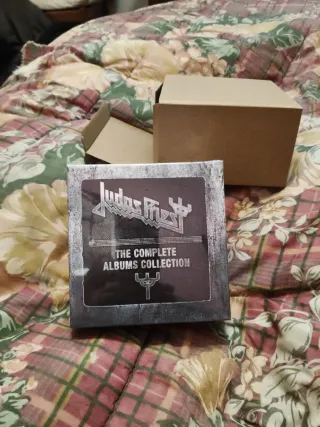 Judas Priest
THE COMPLETE
ALBUMS COLLECTION